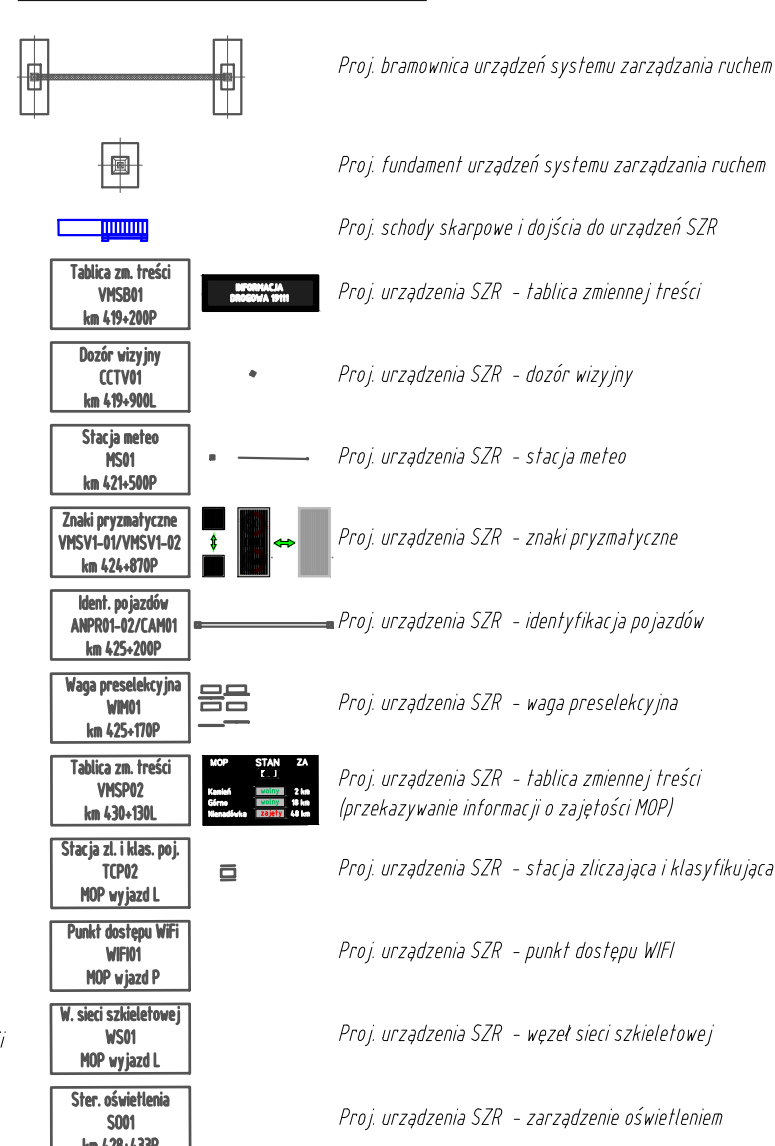 Proj. bramownica urządzeń systemu zarządzania ruchem
Proj. fundament urządzeń systemu zarządzania ruchem
Proj. schody skarpowe i dojścia do urządzeń SZR
Tablica zm. treści
VMSB01
km 419+200P
INFORMACJA
DROGOWA 19111
Proj. urządzenia SZR - tablica zmiennej treści
Dozór wizyjny
CCTV01
km 419+900L
Proj. urządzenia SZR - dozór wizyjny
Stacja meteo
MS01
km 421+500P
Proj. urządzenia SZR - stacja meteo
Znaki pryzmatyczne
VMSV1-01/VMSV1-02
km 424+870P
Proj. urządzenia SZR - znaki pryzmatyczne
Ident. pojazdów
ANPR01-02/CAM01
km 425+200P
Proj. urządzenia SZR - identyfikacja pojazdów
Waga preselekcyjna
WIM01
km 425+170P
Proj. urządzenia SZR - waga preselekcyjna
Tablica zm. treści
VMSP02
km 430+130L
MOP STAN ZA
Kamień wolny 2 km
Górno wolny 18 km
Nienadówka zajęty 48 km
Proj. urządzenia SZR - tablica zmiennej treści
(przekazywanie informacji o zajętości MOP)
Stacja zl. i klas. poj.
TCP02
MOP wyjazd L
Proj. urządzenia SZR - stacja zliczająca i klasyfikująca
Punkt dostępu WiFi
WIFI01
MOP wjazd P
Proj. urządzenia SZR - punkt dostępu WIFI
W. sieci szkieletowej
WS01
MOP wyjazd L
Proj. urządzenia SZR - węzeł sieci szkieletowej
Ster. oświetlenia
SO01
km 428+433P
Proj. urządzenia SZR - zarządzenie oświetleniem